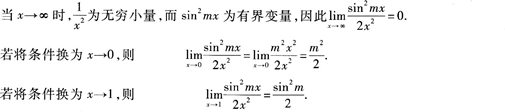 当 x→∞ 时,$\frac{1}{x^2}$为无穷小量,而 $\sin^2 mx$ 为有界变量,因此$\lim\limits_{x\to\infty}\frac{\sin^2 mx}{2x^2}=0.$
若将条件换为 x→0,则 $\lim\limits_{x\to 0}\frac{\sin^2 mx}{2x^2}=\lim\limits_{x\to 0}\frac{m^2x^2}{2x^2}=\frac{m^2}{2}.$
若将条件换为 x→1,则 $\lim\limits_{x\to 1}\frac{\sin^2 mx}{2x^2}=\frac{\sin^2 m}{2}.$